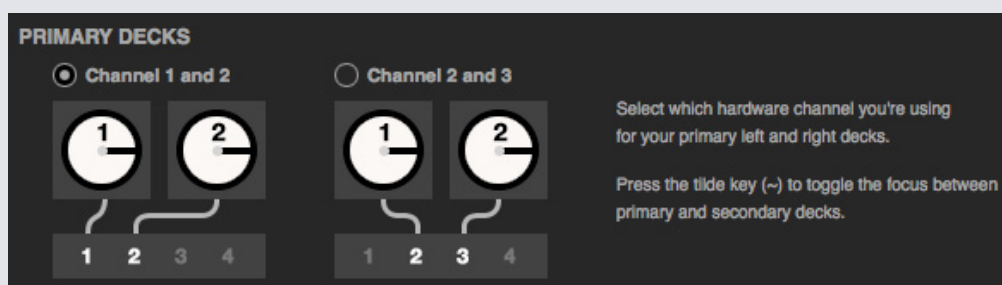 PRIMARY DECKS
Channel 1 and 2
Channel 2 and 3
1 2
1 2
Select which hardware channel you're using
for your primary left and right decks.
Press the tilde key (~) to toggle the focus between
primary and secondary decks.
1 2 3 4
1 2 3 4